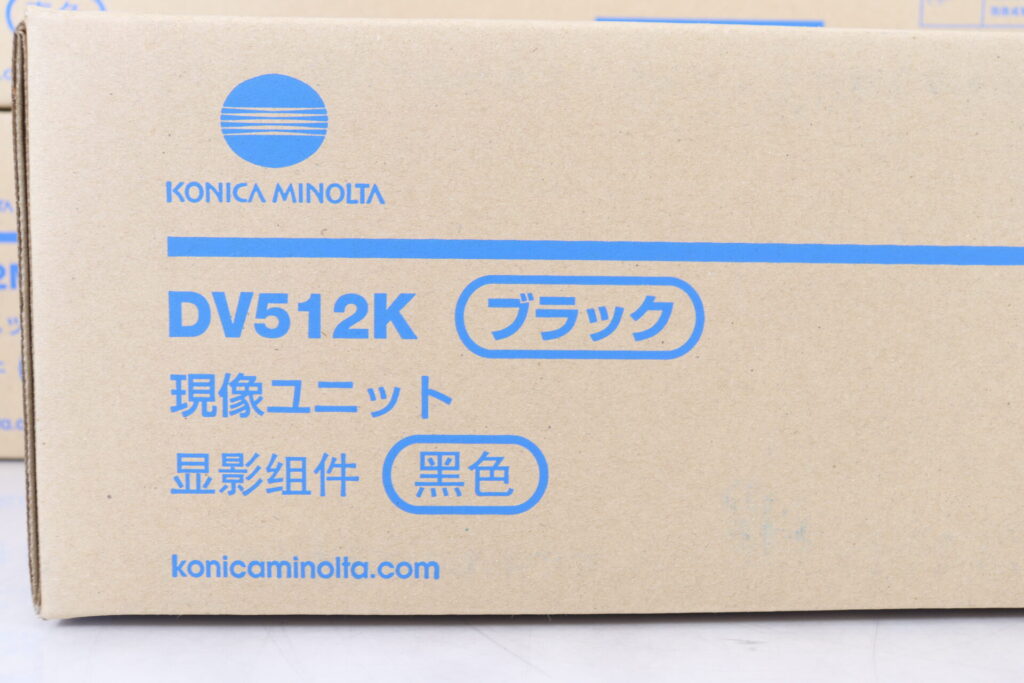 KONICA MINOLTA
DV512K ブラック
現像ユニット
显影组件 黑色
konicaminolta.com